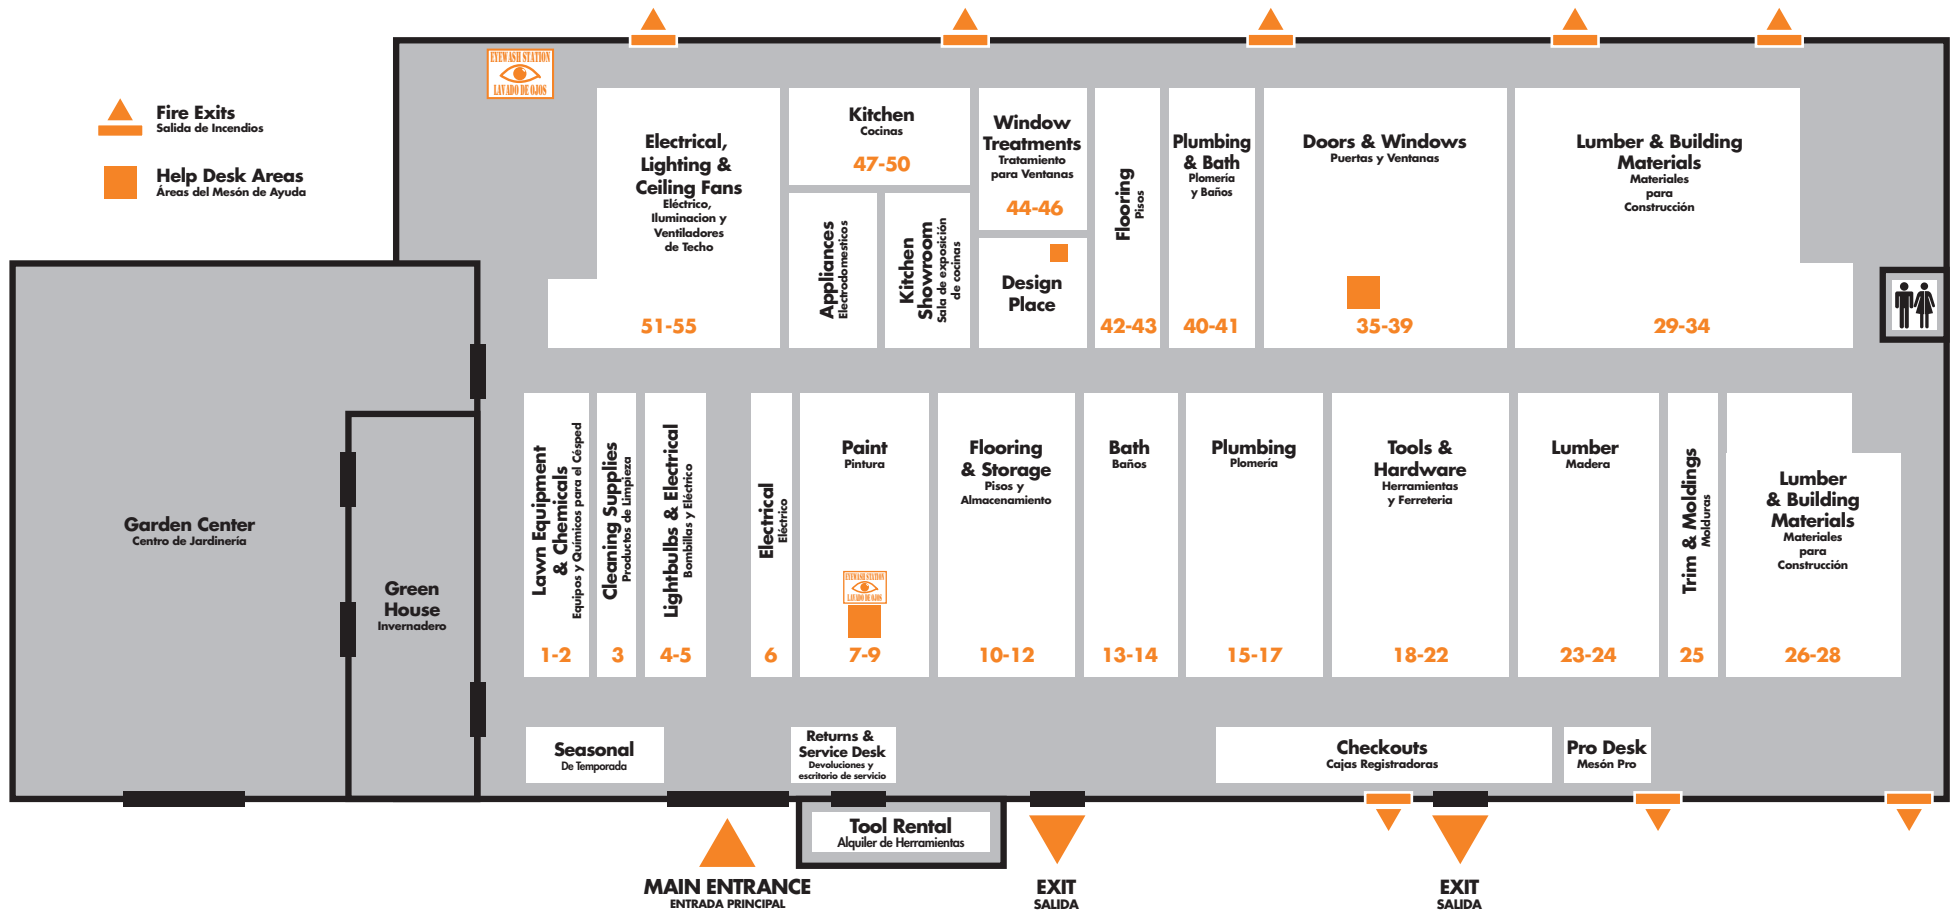 EYEWASH STATION
LAVADO DE OJOS
Fire Exits
Salida de Incendios
Help Desk Areas
Áreas del Mesón de Ayuda
Electrical,
Lighting &
Ceiling Fans
Eléctrico,
Iluminacion y
Ventiladores
de Techo
51-55
Kitchen
Cocinas
47-50
Appliances
Electrodomesticos
Kitchen
Showroom
Sala de exposición
de cocinas
Window
Treatments
Tratamiento
para Ventanas
44-46
Design
Place
Flooring
Pisos
42-43
Plumbing
& Bath
Plomería
y Baños
40-41
Doors & Windows
Puertas y Ventanas
35-39
Lumber & Building
Materials
Materiales
para
Construcción
29-34
Garden Center
Centro de Jardinería
Green
House
Invernadero
Lawn Equipment
& Chemicals
Equipos y Químicos para el Césped
1-2
Cleaning Supplies
Productos de Limpieza
3
Lightbulbs & Electrical
Bombillas y Eléctrico
4-5
Electrical
Eléctrico
6
Paint
Pintura
EYEWASH STATION
LAVADO DE OJOS
7-9
Flooring
& Storage
Pisos y
Almacenamiento
10-12
Bath
Baños
13-14
Plumbing
Plomería
15-17
Tools &
Hardware
Herramientas
y Ferreteria
18-22
Lumber
Madera
23-24
Trim & Moldings
Molduras
25
Lumber
& Building
Materials
Materiales
para
Construcción
26-28
Seasonal
De Temporada
Returns &
Service Desk
Devoluciones y
escritorio de servicio
Checkouts
Cajas Registradoras
Pro Desk
Mesón Pro
Tool Rental
Alquiler de Herramientas
MAIN ENTRANCE
ENTRADA PRINCIPAL
EXIT
SALIDA
EXIT
SALIDA